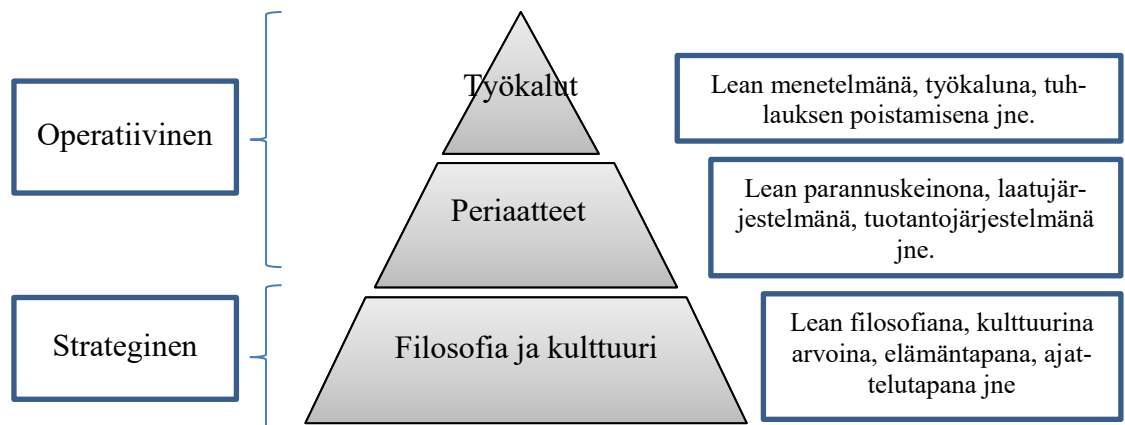 Työkalut
Lean menetelmänä, työkaluna, tuh-
lauksen poistamisena jne.
Operatiivinen
Periaatteet
Lean parannuskeinona, laatujär-
jestelmänä, tuotantojärjestelmänä
jne.
Strateginen
Filosofia ja kulttuuri
Lean filosofiana, kulttuurina
arvoina, elämäntapana, ajat-
telutapana jne